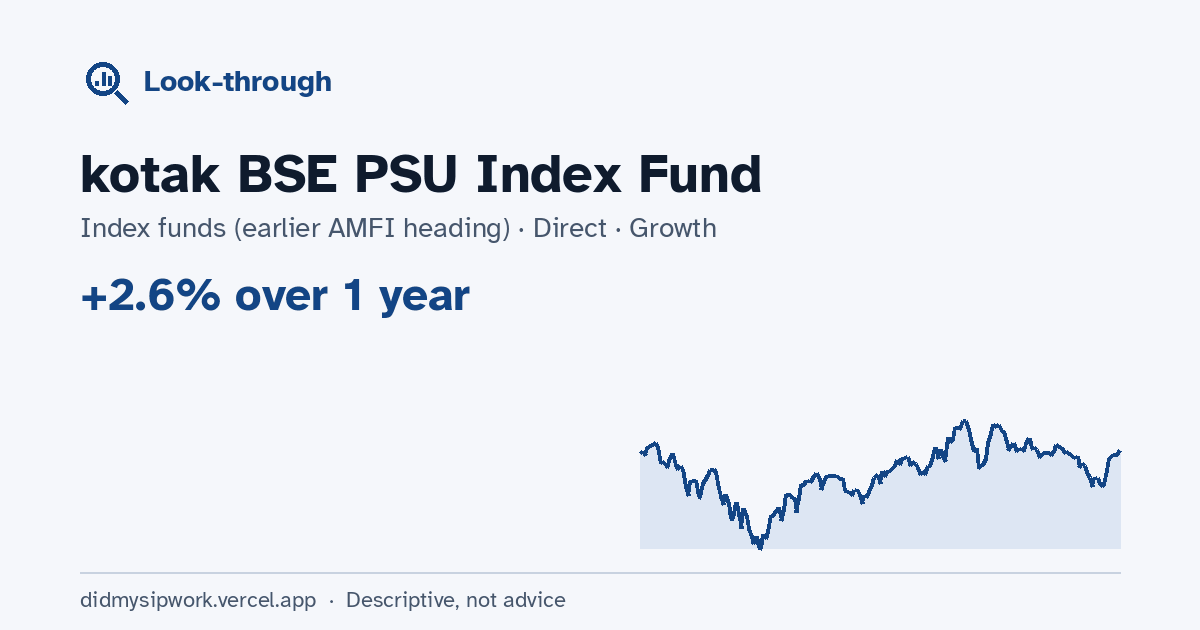 Look-through
kotak BSE PSU Index Fund
Index funds (earlier AMFI heading) · Direct · Growth
+2.6% over 1 year
didmysipwork.vercel.app · Descriptive, not advice